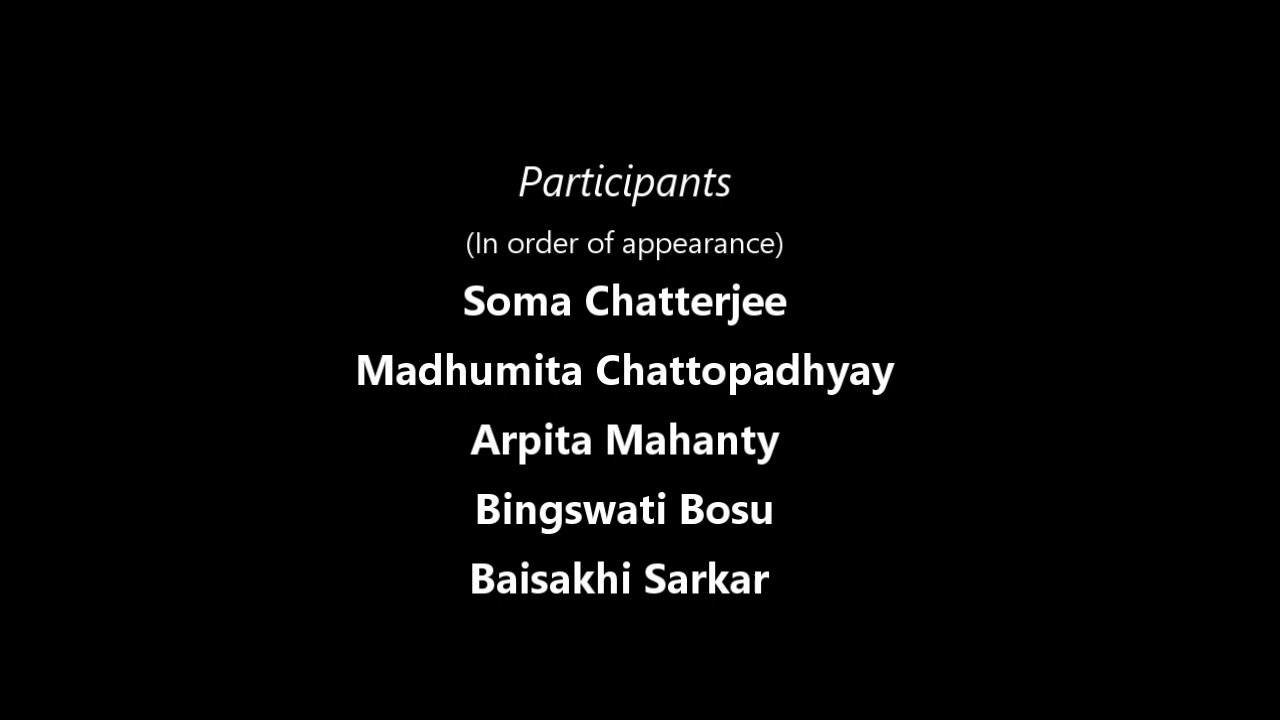 Participants
(In order of appearance)
Soma Chatterjee
Madhumita Chattopadhyay
Arpita Mahanty
Bingswati Bosu
Baisakhi Sarkar